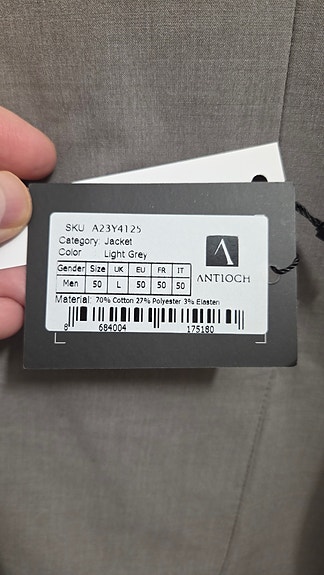 SKU A23Y4125
Category: Jacket
Color Light Grey
Gender Size UK EU FR IT
Men 50 L 50 50 50
ANTIOCH
Material: 70% Cotton 27% Polyester 3% Elasten
8 684004 175180